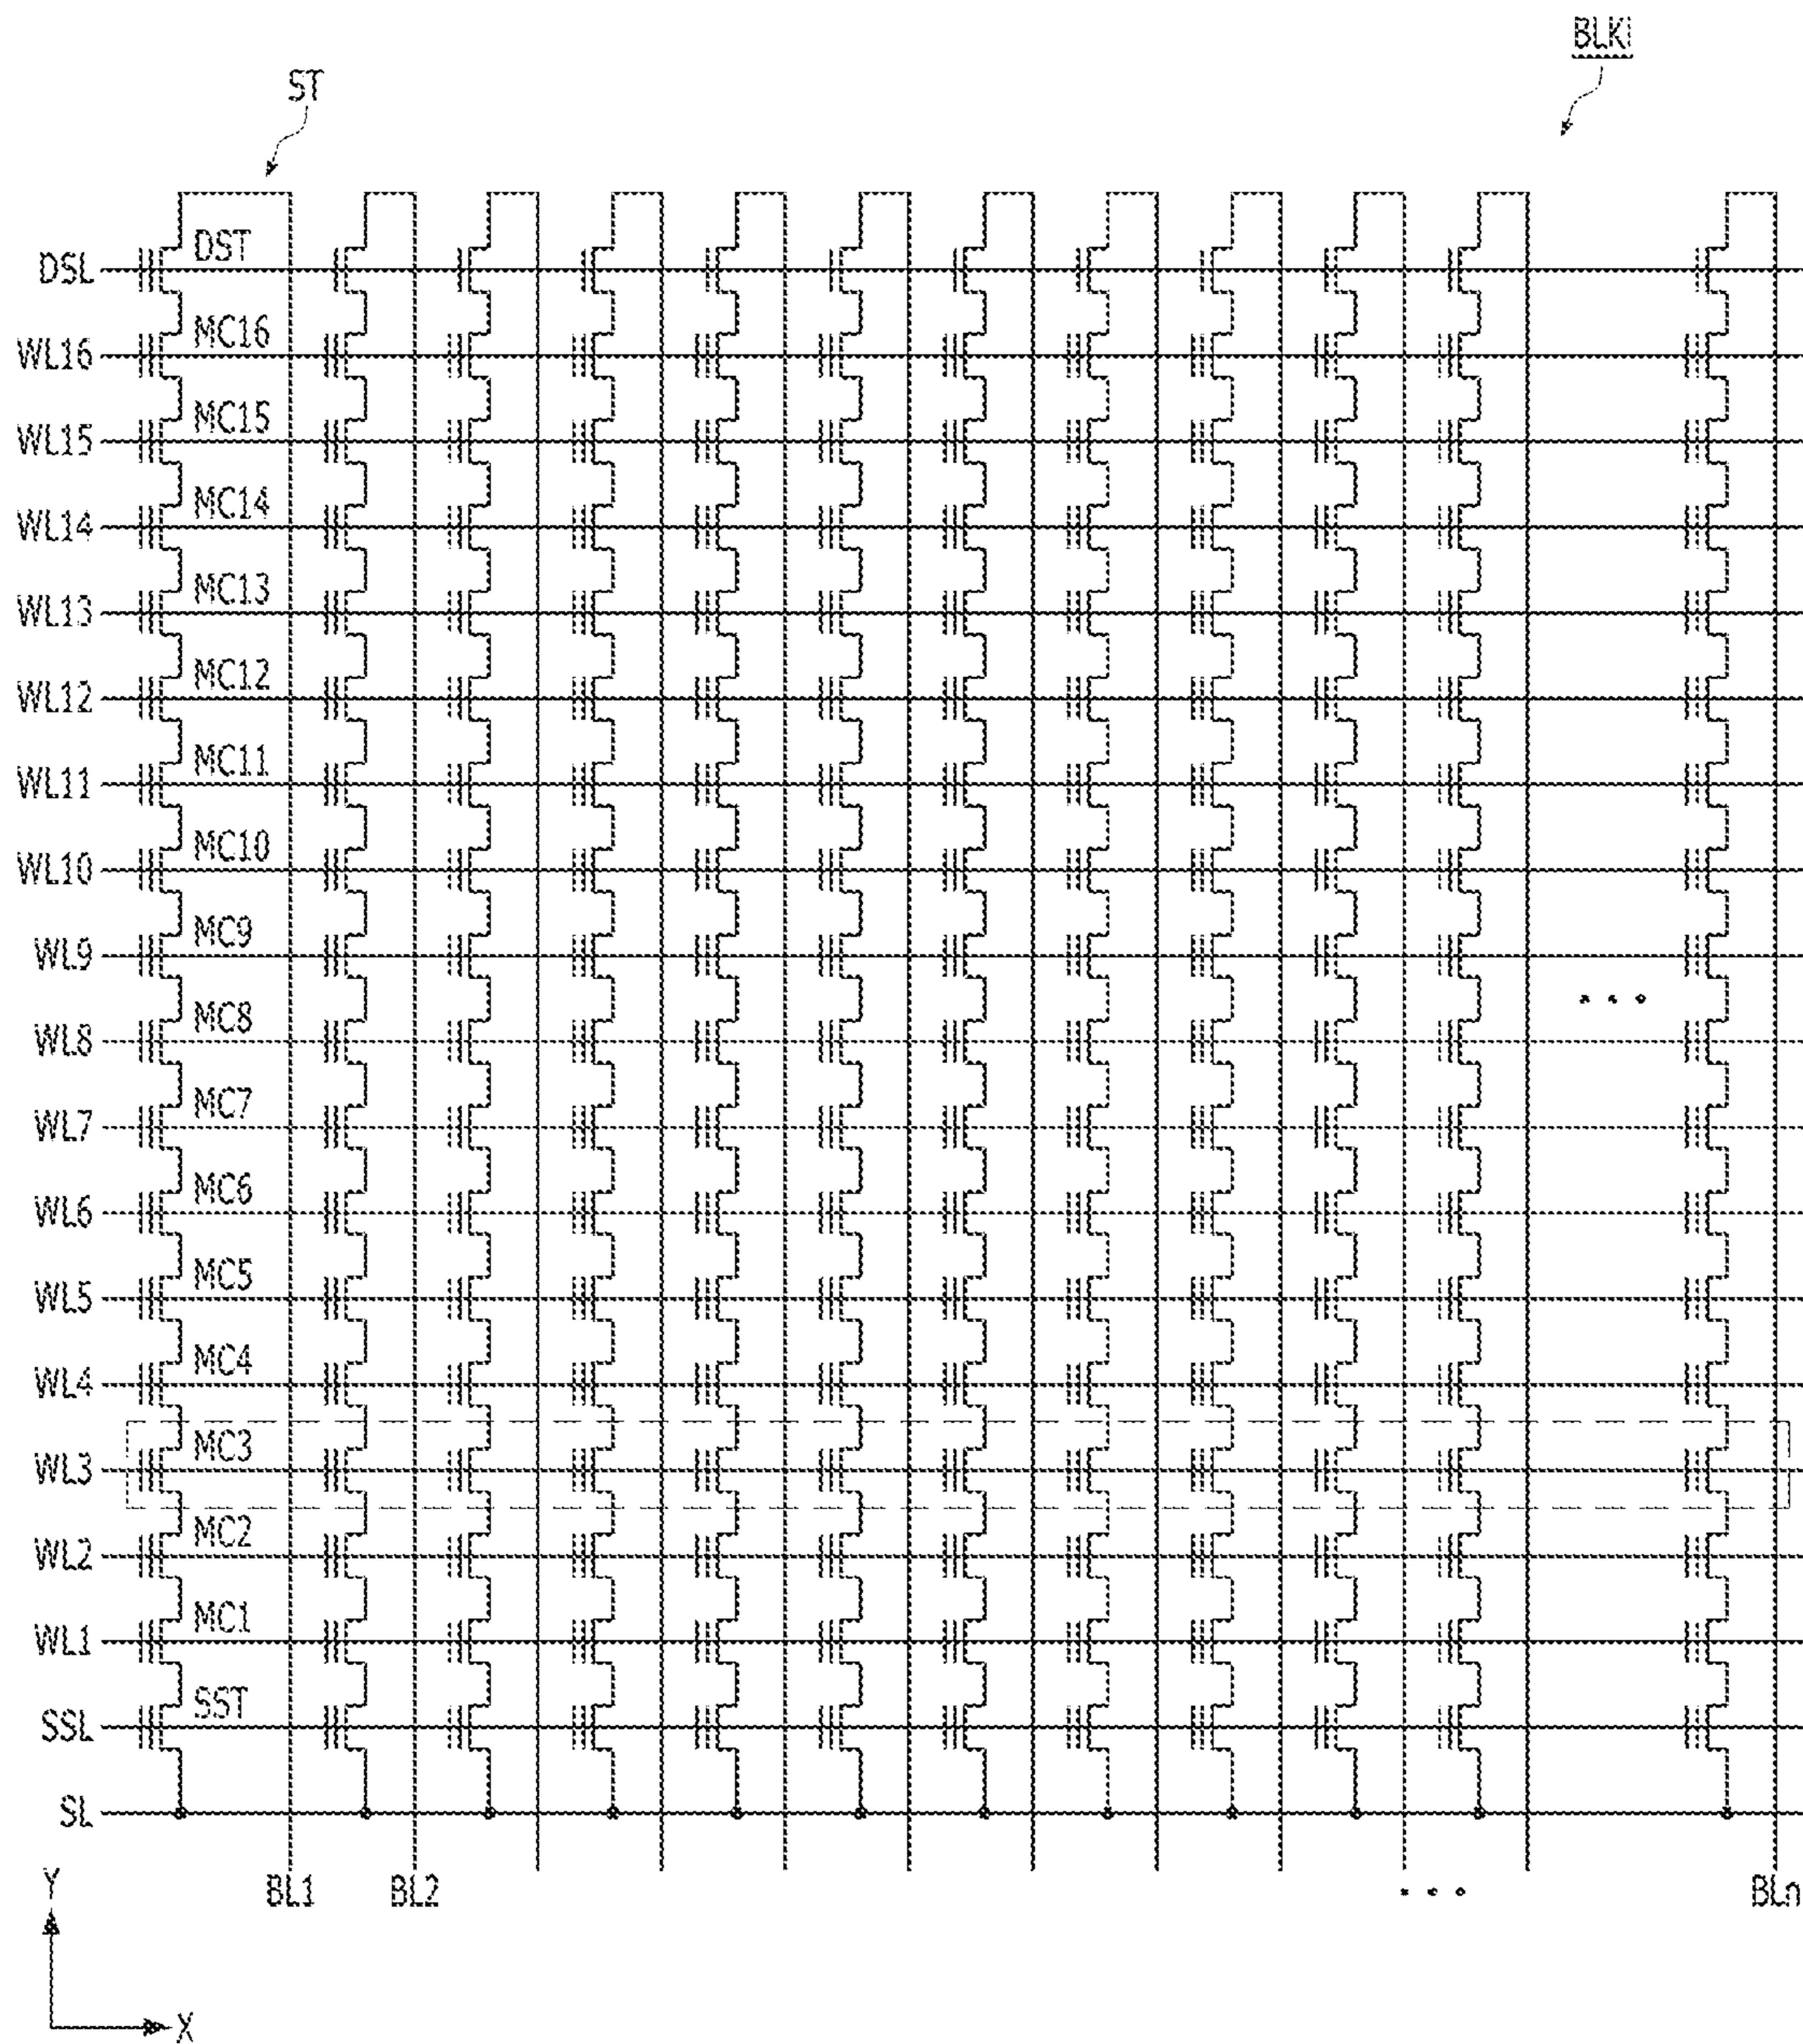 BLKi
ST
DSL DST
WL16 MC16
WL15 MC15
WL14 MC14
WL13 MC13
WL12 MC12
WL11 MC11
WL10 MC10
WL9 MC9
WL8 MC8
WL7 MC7
WL6 MC6
WL5 MC5
WL4 MC4
WL3 MC3
WL2 MC2
WL1 MC1
SSL SST
SL
BL1 BL2 BLn
Y
X